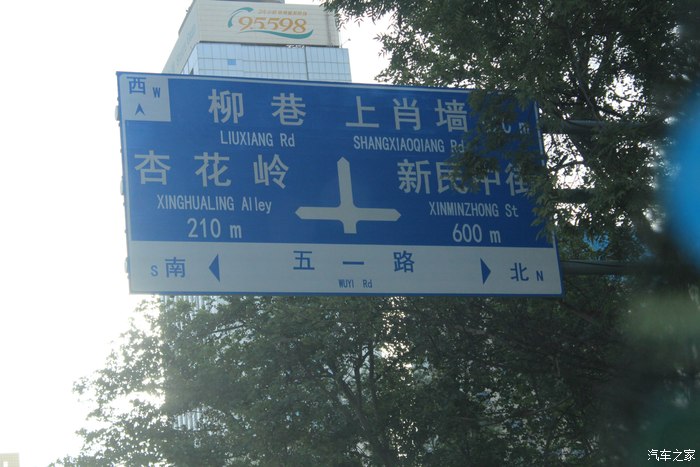 95598
西 W
柳巷 上肖墙
LIUXIANG Rd SHANGXIAOQIANG Rd
杏花岭 新民中街
XINGHUALING Alley XINMINZHONG St
210 m 600 m
S 南 五一路 北 N
WUYI Rd
汽车之家